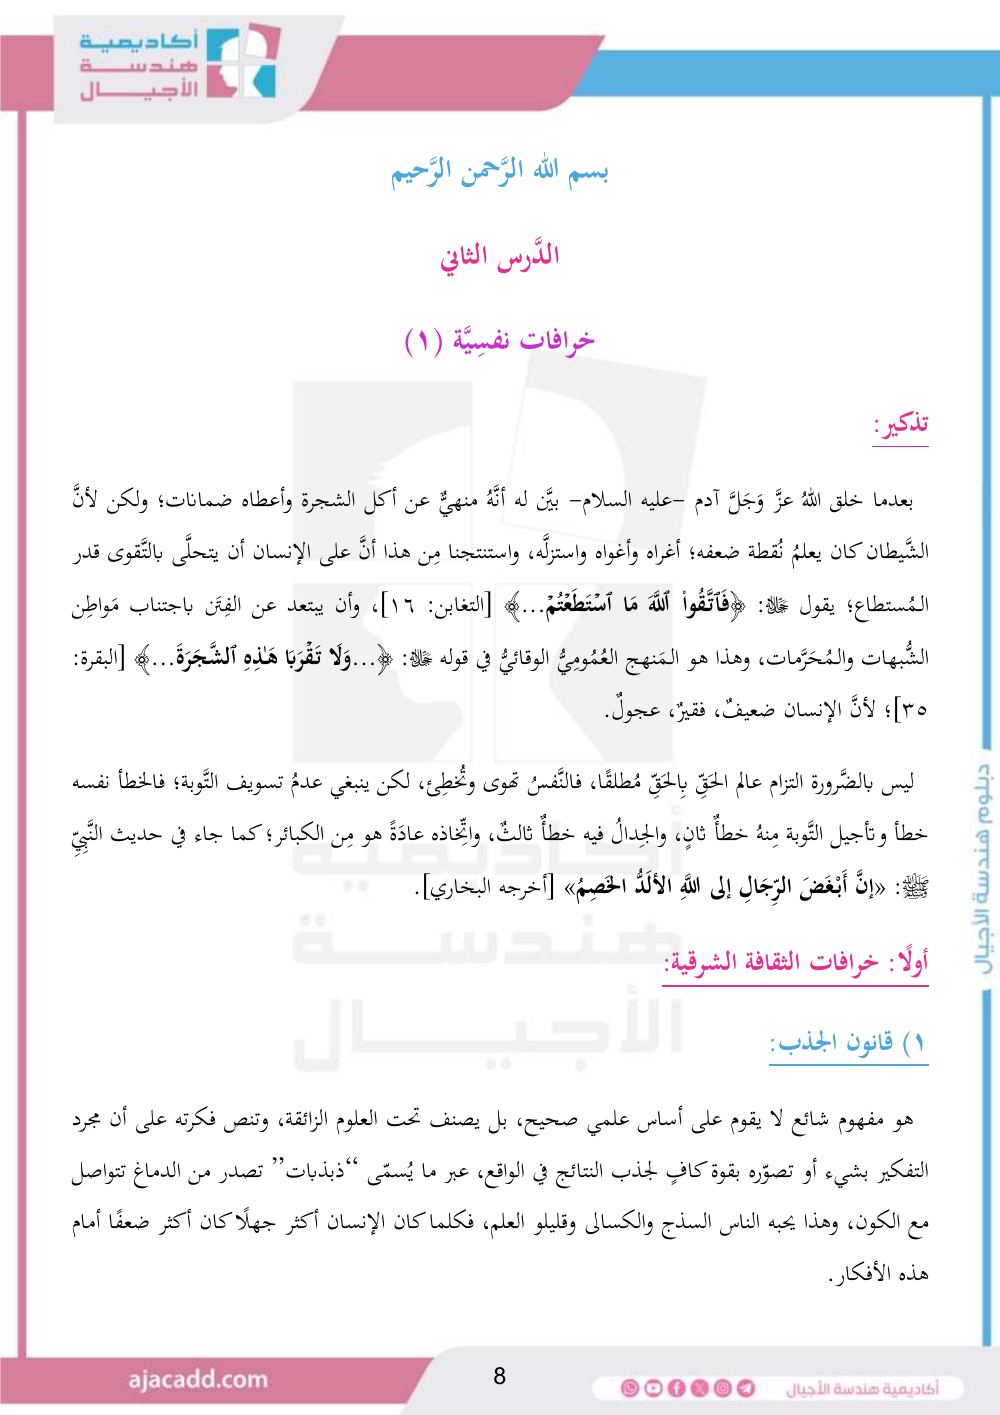 أكاديمية
هندسة
الأجيال
بسم الله الرَّحمن الرَّحيم
الدَّرس الثاني
خرافات نفسِيَّة (١)
تذكير:
بعدما خلق اللهُ عزَّ وَجَلَّ آدم -عليه السلام- بيَّن له أنَّهُ منهيٌّ عن أكل الشجرة وأعطاه ضمانات؛ ولكن لأنَّ
الشَّيطان كان يعلمُ نُقطة ضعفه؛ أغراه وأغواه واستزلَّه، واستنتجنا مِن هذا أنَّ على الإنسان أن يتحلَّى بالتَّقوى قدر
المُستطاع؛ يقول ﷻ: ﴿فَٱتَّقُوا۟ ٱللَّهَ مَا ٱسْتَطَعْتُمْ...﴾ [التغابن: ١٦]، وأن يبتعد عن الفِتَن باجتناب مَواطِن
الشُّبهات والمُحَرَّمات، وهذا هو المَنهج العُمُومِيُّ الوقائيُّ في قوله ﷻ: ﴿...وَلَا تَقْرَبَا هَـٰذِهِ ٱلشَّجَرَةَ...﴾ [البقرة:
٣٥]؛ لأنَّ الإنسان ضعيفٌ، فقيرٌ، عجولٌ.
ليس بالضَّرورة التزام عالم الحَقِّ بِالحَقِّ مُطلقًا، فالنَّفسُ تهوى وتُخطِئ، لكن ينبغي عدمُ تسويف التَّوبة؛ فالخطأ نفسه
خطأ وتأجيل التَّوبة مِنهُ خطأٌ ثانٍ، والجِدالُ فيه خطأٌ ثالثٌ، واتِّخاذه عادَةً هو مِن الكبائر؛ كما جاء في حديث النَّبِيِّ
ﷺ: «إنَّ أَبْغَضَ الرِّجَالِ إلى اللَّهِ الألَدُّ الخَصِمُ» [أخرجه البخاري].
أولًا: خرافات الثقافة الشرقية:
١) قانون الجذب:
هو مفهوم شائع لا يقوم على أساس علمي صحيح، بل يصنف تحت العلوم الزائفة، وتنص فكرته على أن مجرد
التفكير بشيء أو تصوّره بقوة كافٍ لجذب النتائج في الواقع، عبر ما يُسمّى “ذبذبات” تصدر من الدماغ تتواصل
مع الكون، وهذا يحبه الناس السذج والكسالى وقليلو العلم، فكلما كان الإنسان أكثر جهلًا كان أكثر ضعفًا أمام
هذه الأفكار.
دبلوم هندسة الأجيال
أكاديمية
هندسة
الأجيال
ajacadd.com
8
أكاديمية هندسة الأجيال